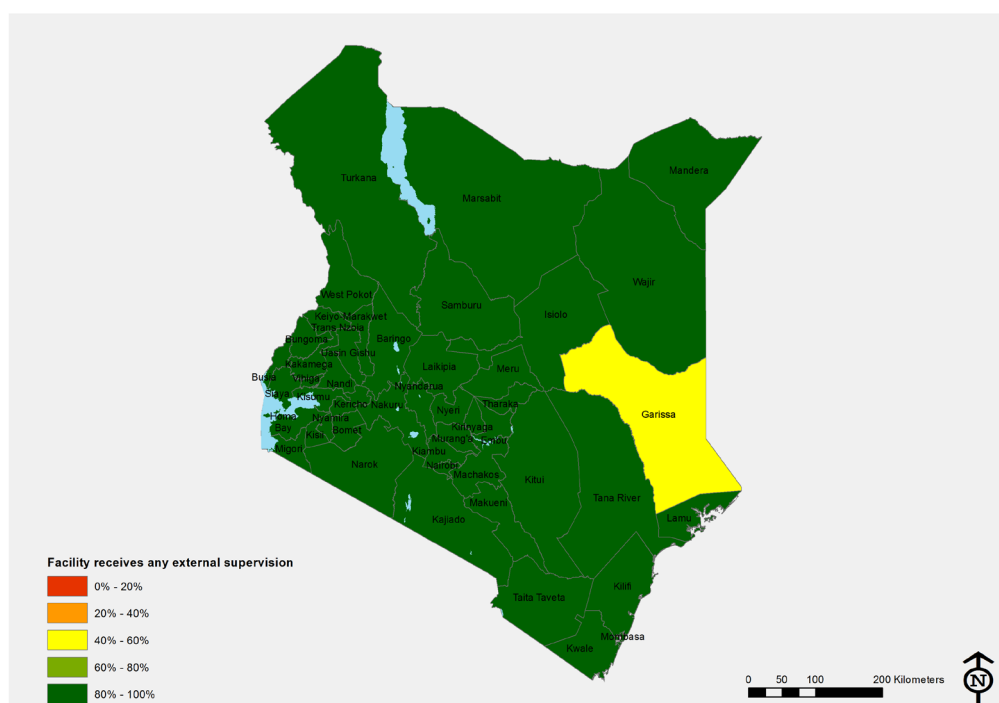 Mandera
Turkana
Marsabit
Wajir
West Pokot
Samburu
Isiolo
Keiyo-Marakwet
Trans Nzoia
Bungoma
Baringo
Uasin Gishu
Kakamega
Laikipia
Meru
Busia
Vihiga
Nandi
Nyandarua
Siaya
Kisumu
Kericho
Nakuru
Tharaka
Nyeri
Garissa
Homa
Bay
Nyamira
Kirinyaga
Kisii
Bomet
Murang'a
Embu
Migori
Kiambu
Narok
Nairobi
Machakos
Kitui
Makueni
Tana River
Kajiado
Lamu
Facility receives any external supervision
0% - 20%
Kilifi
Taita Taveta
20% - 40%
40% - 60%
Mombasa
Kwale
60% - 80%
80% - 100%
0 50 100 200 Kilometers
N